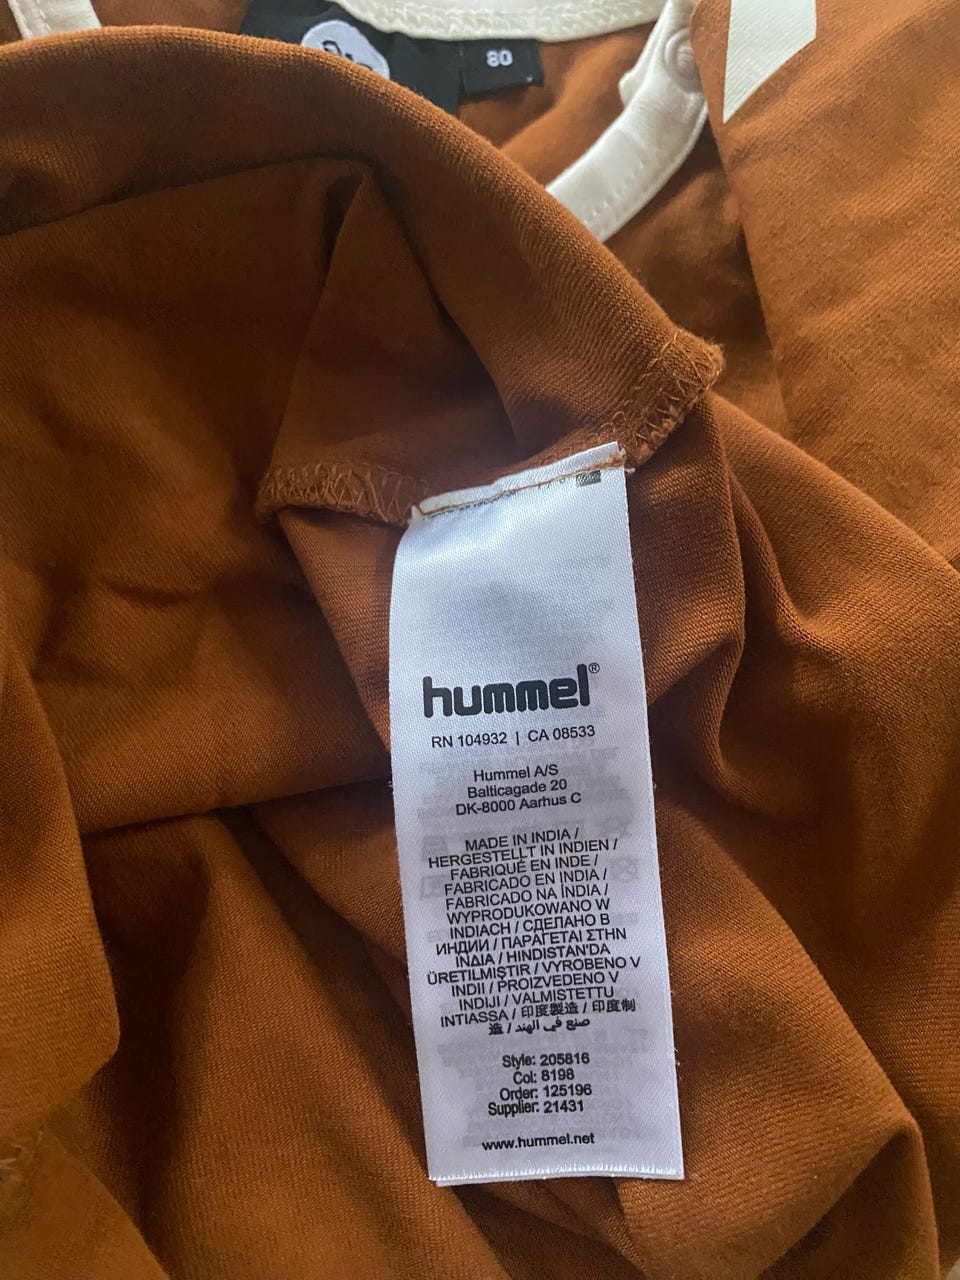 80
hummel®
RN 104932 | CA 08533
Hummel A/S
Balticagade 20
DK-8000 Aarhus C
MADE IN INDIA /
HERGESTELLT IN INDIEN /
FABRIQUÉ EN INDE /
FABRICADO EN INDIA /
FABRICADO NA ÍNDIA /
WYPRODUKOWANO W
INDIACH / СДЕЛАНО В
ИНДИИ / ΠΑΡΑΓΕΤΑΙ ΣΤΗΝ
ΙΝΔΙΑ / HINDISTAN'DA
ÜRETILMIŞTIR / VYROBENO V
INDII / PROIZVEDENO V
INDIJI / VALMISTETTU
INTIASSA / 印度製造 / 印度制
造 / صنع في الهند
Style: 205816
Col: 8198
Order: 125196
Supplier: 21431
www.hummel.net